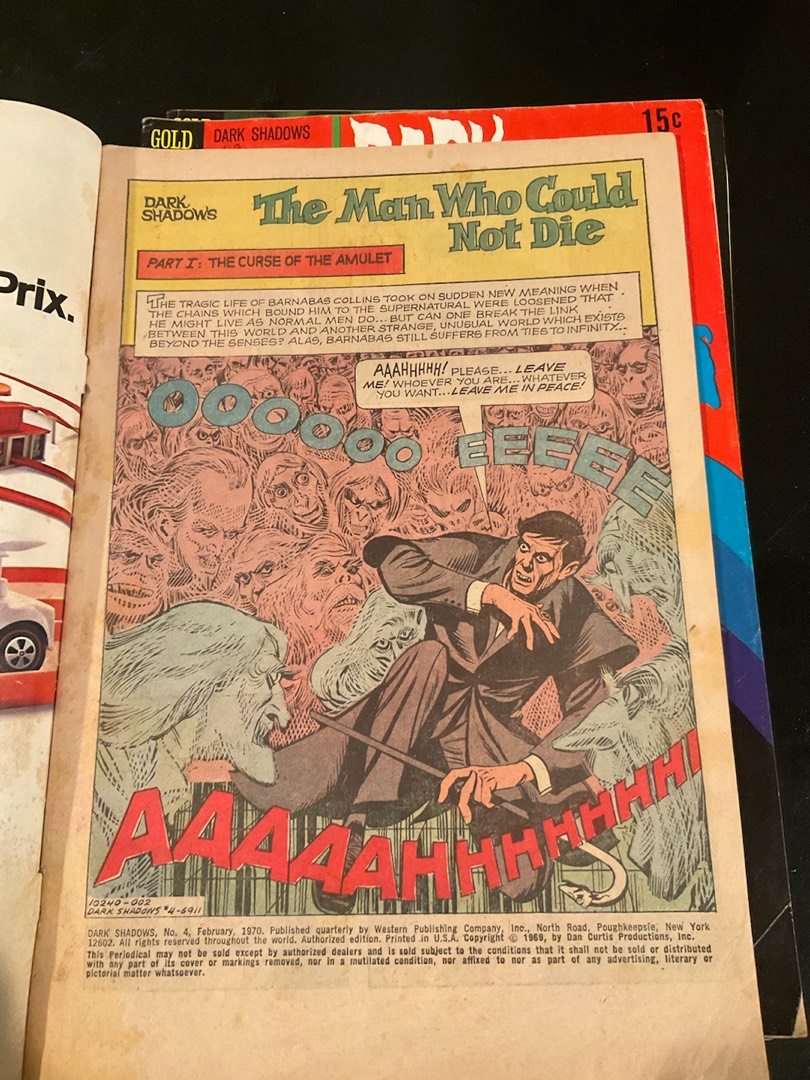 GOLD
DARK SHADOWS
15¢
Prix.
DARK
SHADOWS
The Man Who Could
Not Die
PART I: THE CURSE OF THE AMULET
THE TRAGIC LIFE OF BARNABAS COLLINS TOOK ON SUDDEN NEW MEANING WHEN
THE CHAINS WHICH BOUND HIM TO THE SUPERNATURAL WERE LOOSENED THAT
HE MIGHT LIVE AS NORMAL MEN DO... BUT CAN ONE BREAK THE LINK
BETWEEN THIS WORLD AND ANOTHER STRANGE, UNUSUAL WORLD WHICH EXISTS
BEYOND THE SENSES? ALAS, BARNABAS STILL SUFFERS FROM TIES TO INFINITY...
AAAHHHHH! PLEASE... LEAVE
ME! WHOEVER YOU ARE... WHATEVER
YOU WANT... LEAVE ME IN PEACE!
OOOOOOO EEEEEE
AAAAAAHHHHHHHHHH!
10240-002
DARK SHADOWS #4-6911
DARK SHADOWS, No. 4, February, 1970. Published quarterly by Western Publishing Company, Inc., North Road, Poughkeepsie, New York
12602. All rights reserved throughout the world. Authorized edition. Printed in U.S.A. Copyright © 1969, by Dan Curtis Productions, Inc.
This Periodical may not be sold except by authorized dealers and is sold subject to the conditions that it shall not be sold or distributed
with any part of its cover or markings removed, nor in a mutilated condition, nor affixed to nor as part of any advertising, literary or
pictorial matter whatsoever.